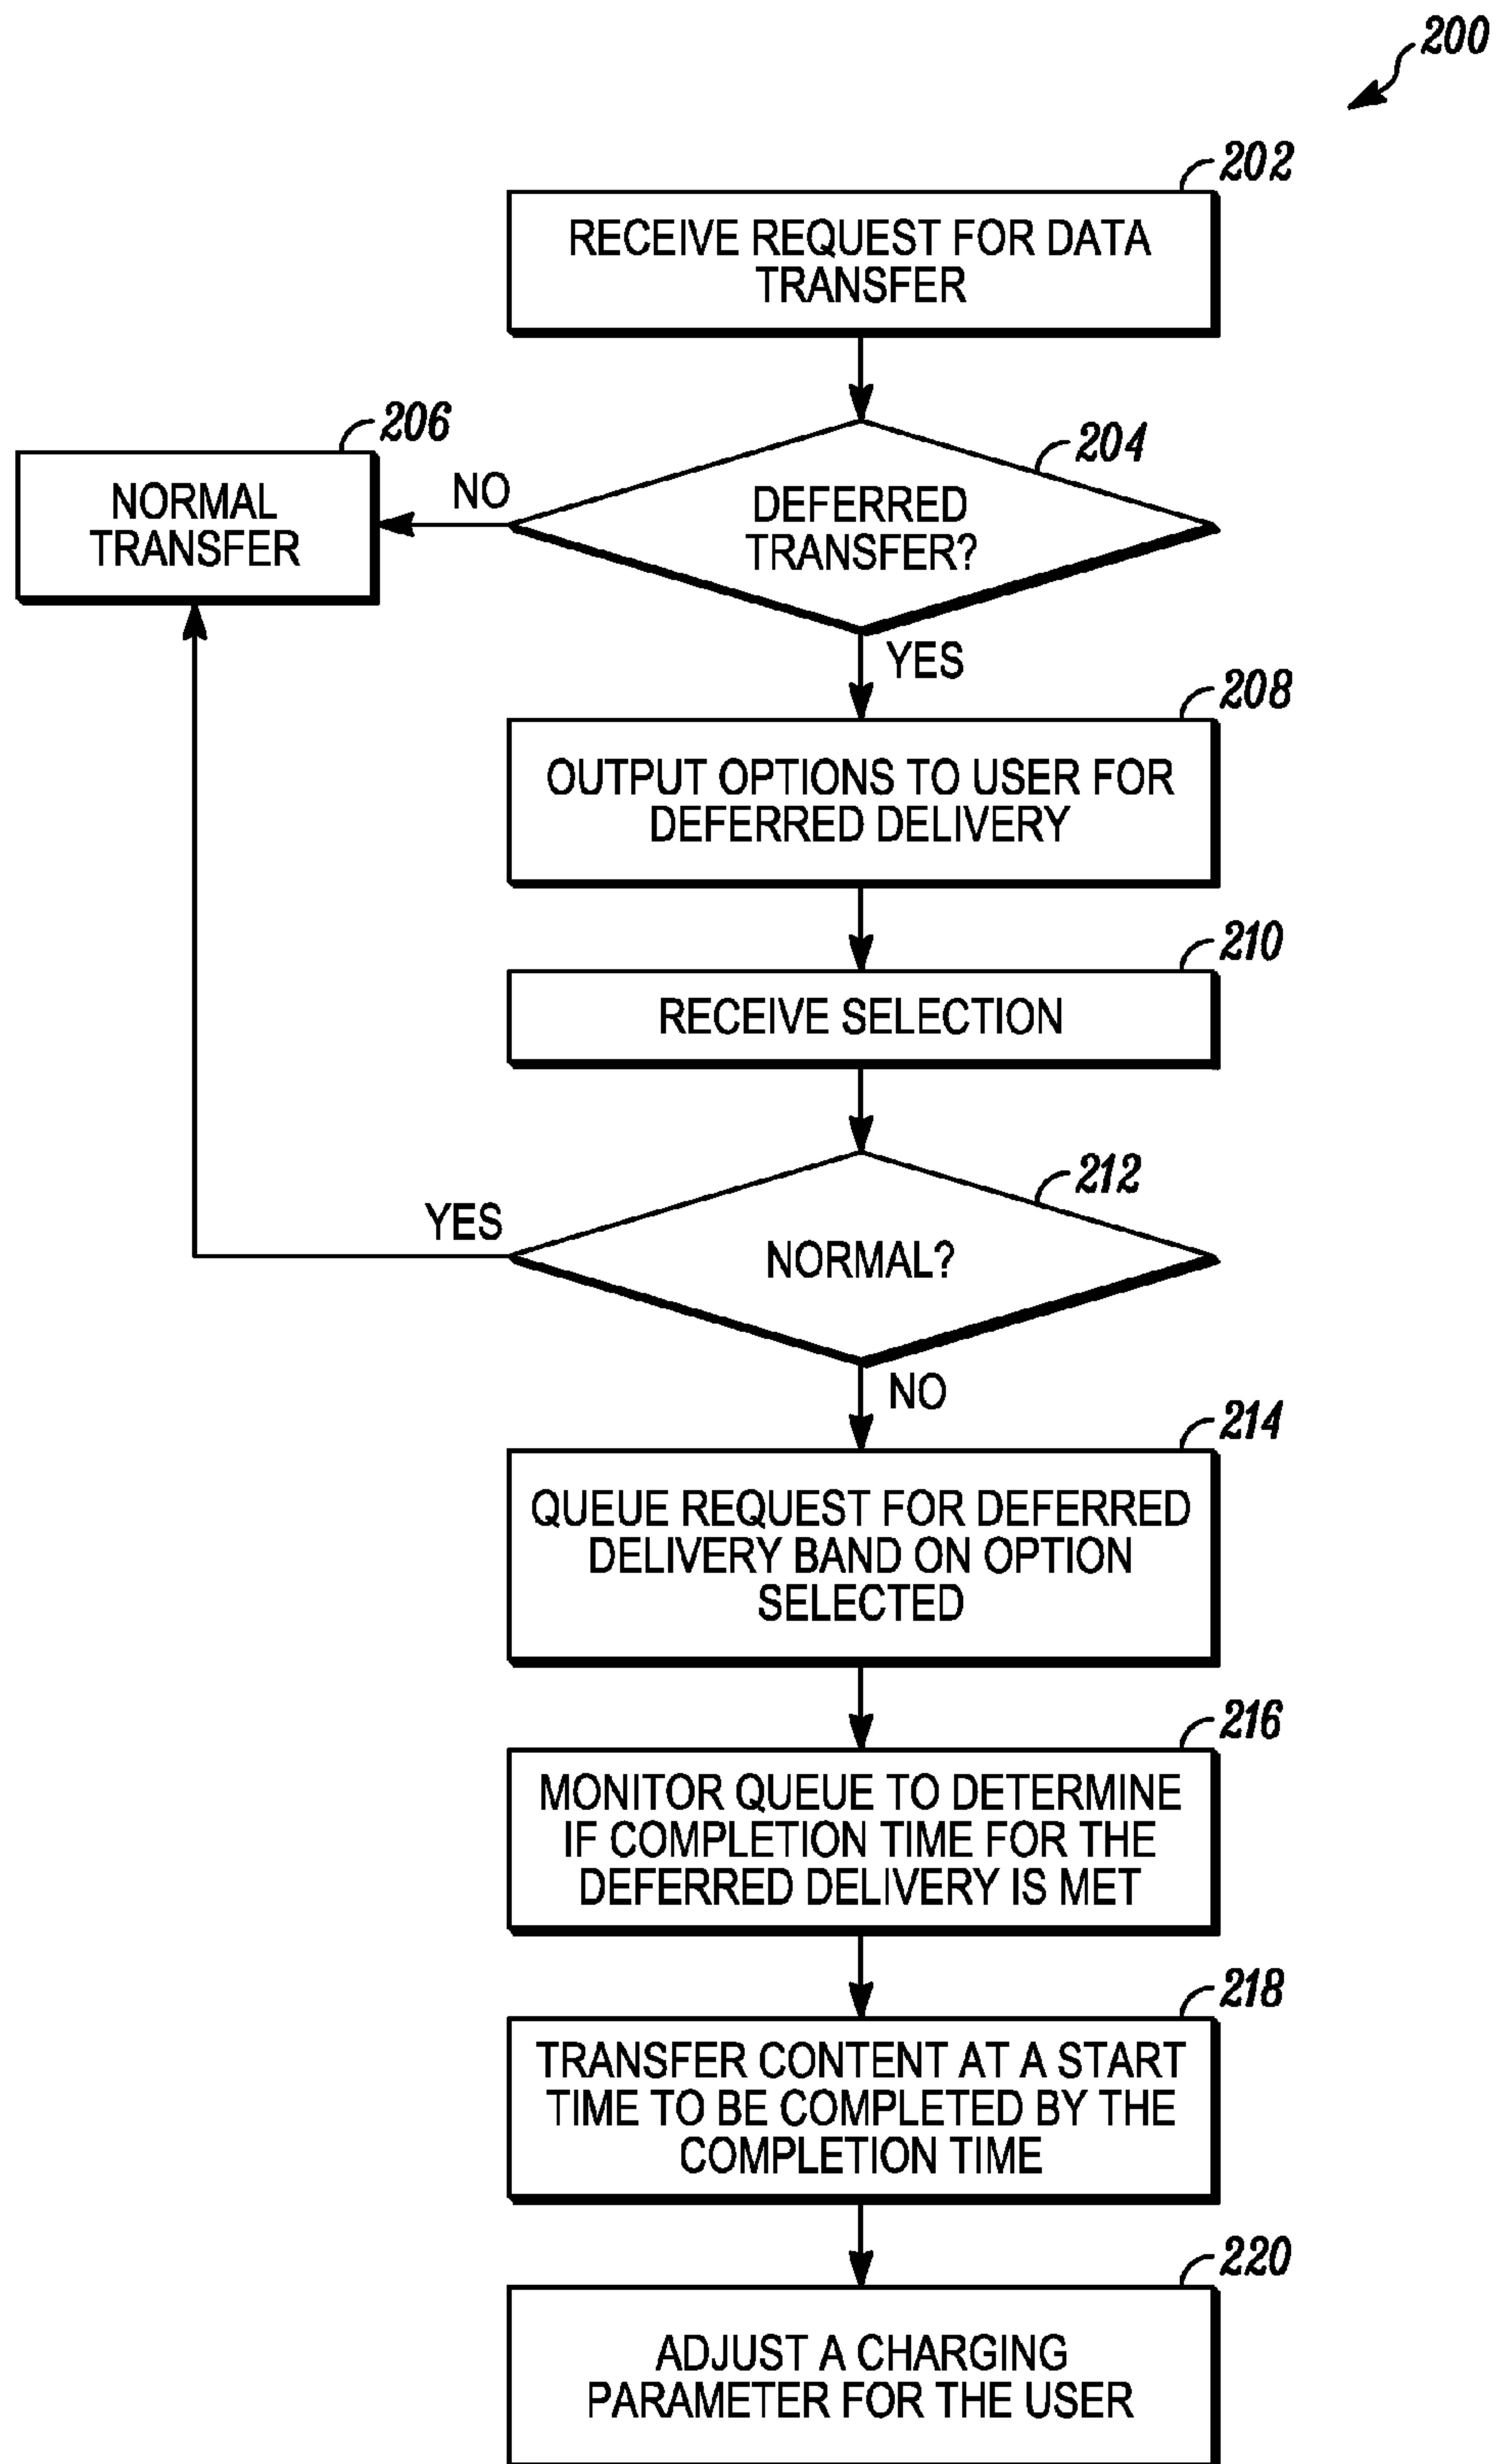 200
202
RECEIVE REQUEST FOR DATA
TRANSFER
206
NORMAL
TRANSFER
NO
204
DEFERRED
TRANSFER?
YES
208
OUTPUT OPTIONS TO USER FOR
DEFERRED DELIVERY
210
RECEIVE SELECTION
212
YES
NORMAL?
NO
214
QUEUE REQUEST FOR DEFERRED
DELIVERY BAND ON OPTION
SELECTED
216
MONITOR QUEUE TO DETERMINE
IF COMPLETION TIME FOR THE
DEFERRED DELIVERY IS MET
218
TRANSFER CONTENT AT A START
TIME TO BE COMPLETED BY THE
COMPLETION TIME
220
ADJUST A CHARGING
PARAMETER FOR THE USER